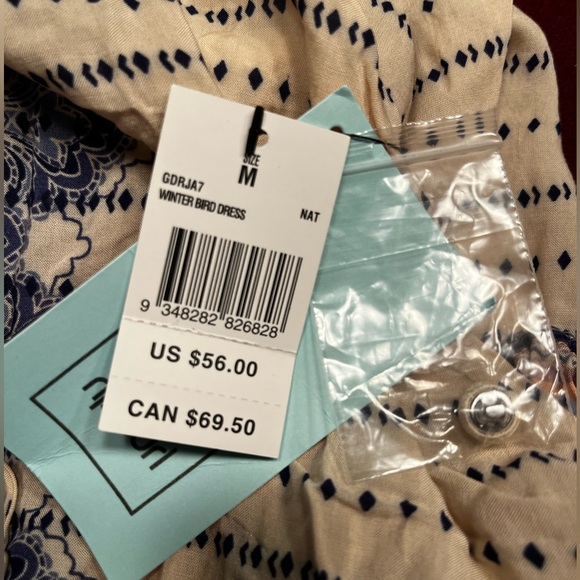 SIZE
M
GDRJA7
WINTER BIRD DRESS NAT
9 348282 826828
US $56.00
CAN $69.50